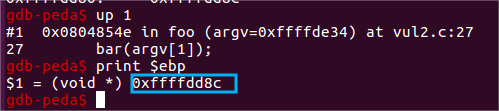 gdb-peda$ up 1
#1  0x0804854e in foo (argv=0xffffde34) at vul2.c:27
27          bar(argv[1]);
gdb-peda$ print $ebp
$1 = (void *) 0xffffdd8c
gdb-peda$